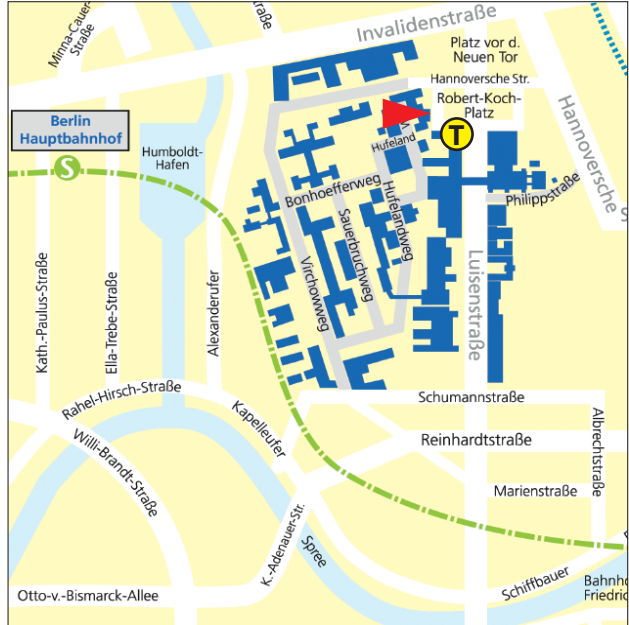 Minna-Cauer-
Straße
straße
Invalidenstraße
Platz vor d.
Neuen Tor
Hannoversche Str.
Robert-Koch-
Platz
T
Hannoversche S
Berlin
Hauptbahnhof
S
Humboldt-
Hafen
Hufeland
W
Bonhoefferweg
Philippstraße
Sauerbruchweg
Hufelandweg
Virchowweg
Luisenstraße
Kath.-Paulus-Straße
Ella-Trebe-Straße
Alexanderufer
Rahel-Hirsch-Straße
Kapelleufer
Schumannstraße
Willi-Brandt-Straße
Reinhardtstraße
Albrechtstraße
Marienstraße
K.-Adenauer-Str.
Spree
Otto-v.-Bismarck-Allee
Schiffbauer
Bahnho
Friedric